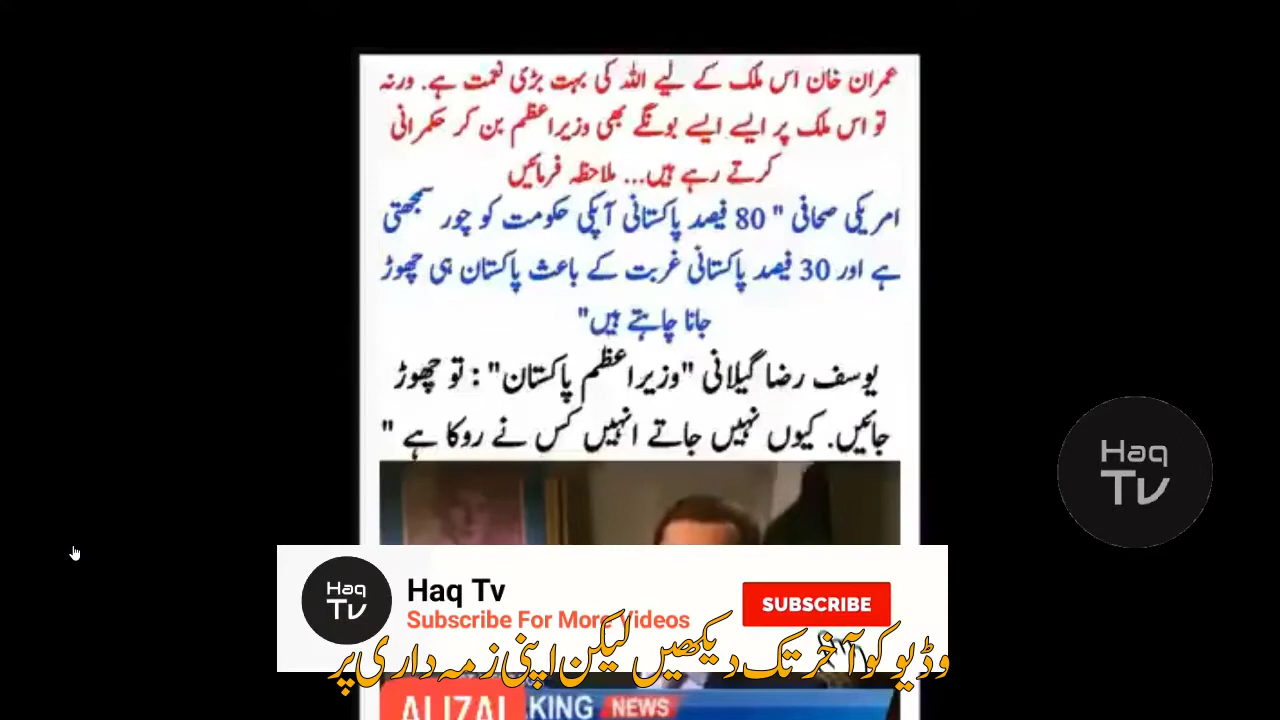 عمران خان اس ملک کے لیے اللہ کی بہت بڑی نعمت ہے. ورنہ
تو اس ملک پر ایسے ایسے بونگے بھی وزیراعظم بن کر حکمرانی
کرتے رہے ہیں... ملاحظہ فرمائیں
امریکی صحافی " 80 فیصد پاکستانی آپکی حکومت کو چور سمجھتی
ہے اور 30 فیصد پاکستانی غربت کے باعث پاکستان ہی چھوڑ
جانا چاہتے ہیں"
یوسف رضا گیلانی "وزیراعظم پاکستان" : تو چھوڑ
جائیں. کیوں نہیں جاتے انہیں کس نے روکا ہے "
Haq
Tv
Haq
Tv
Haq Tv
Subscribe For More Videos
SUBSCRIBE
وڈیو کو آخر تک دیکھیں لیکن اپنی زمہ داری پر
ALIZAI
KING NEWS